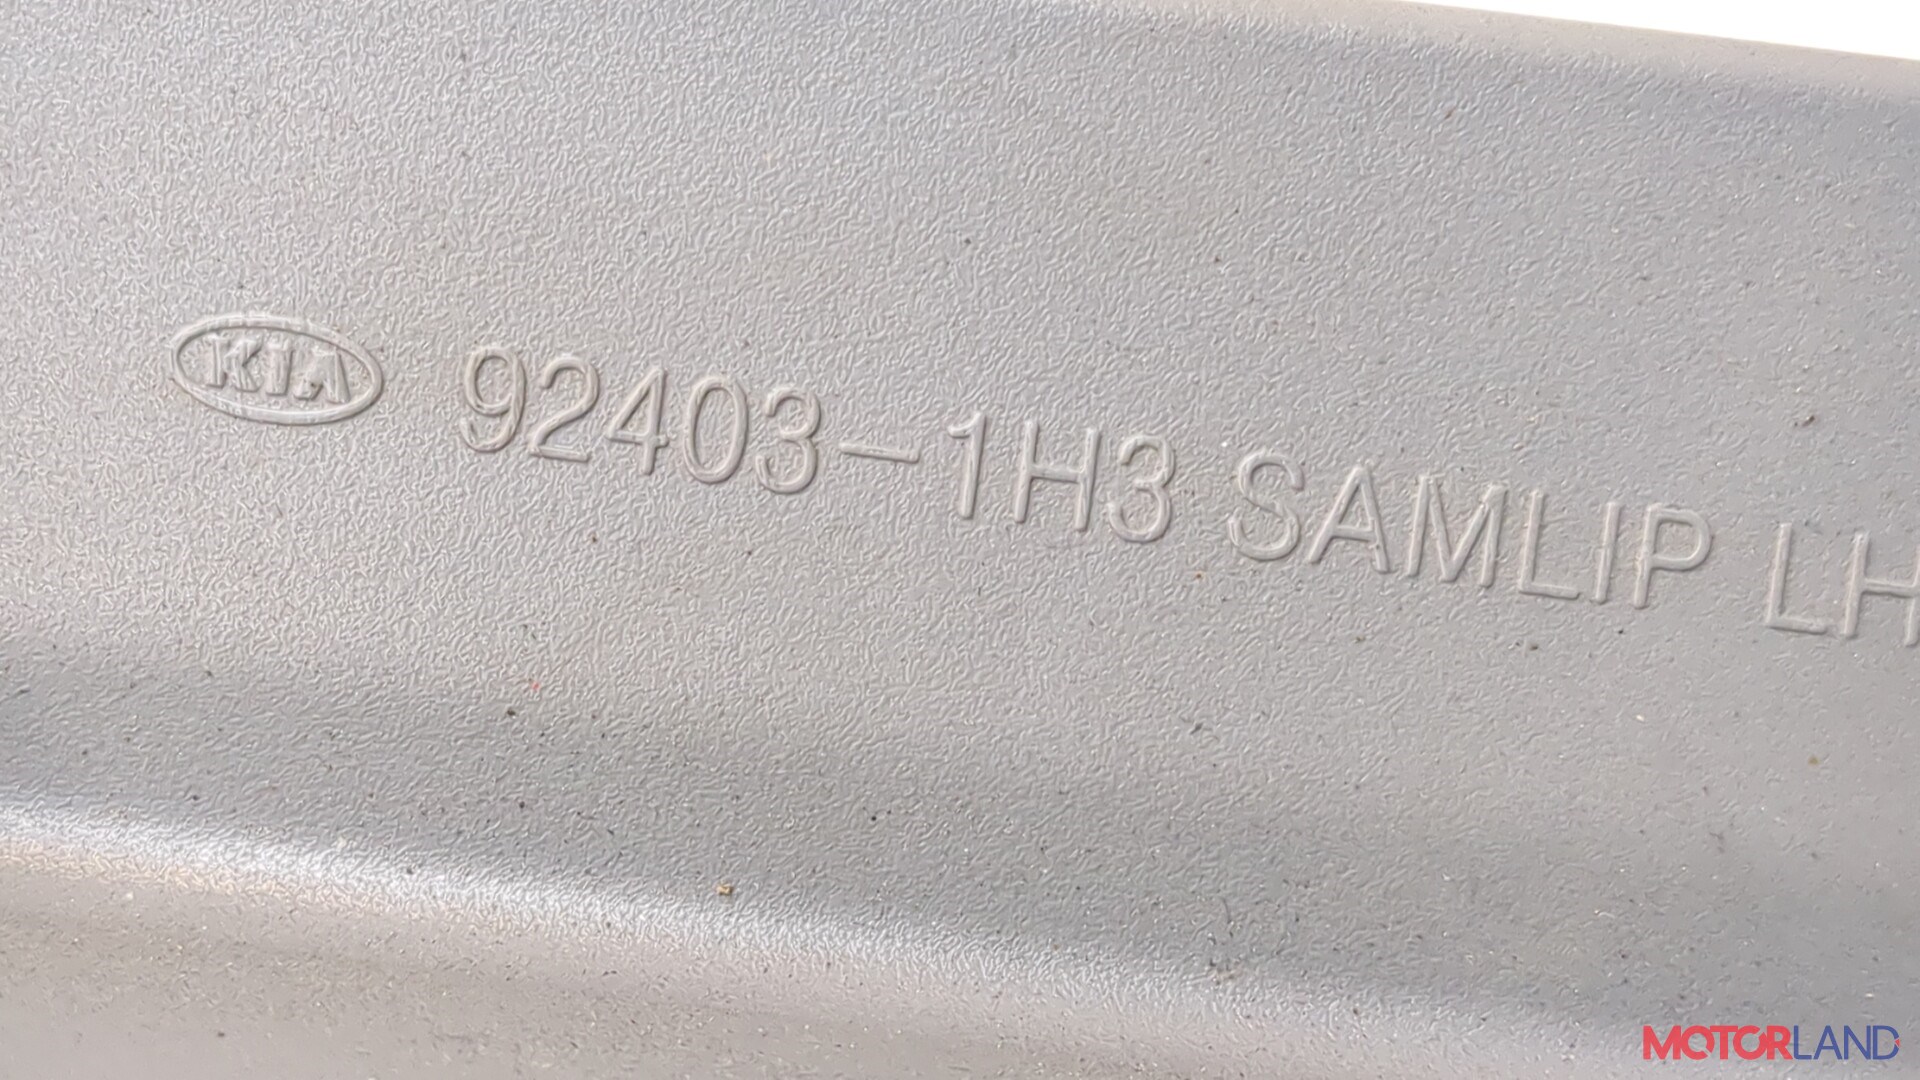 KIA 92403-1H3 SAMLIP LH
MOTORLAND